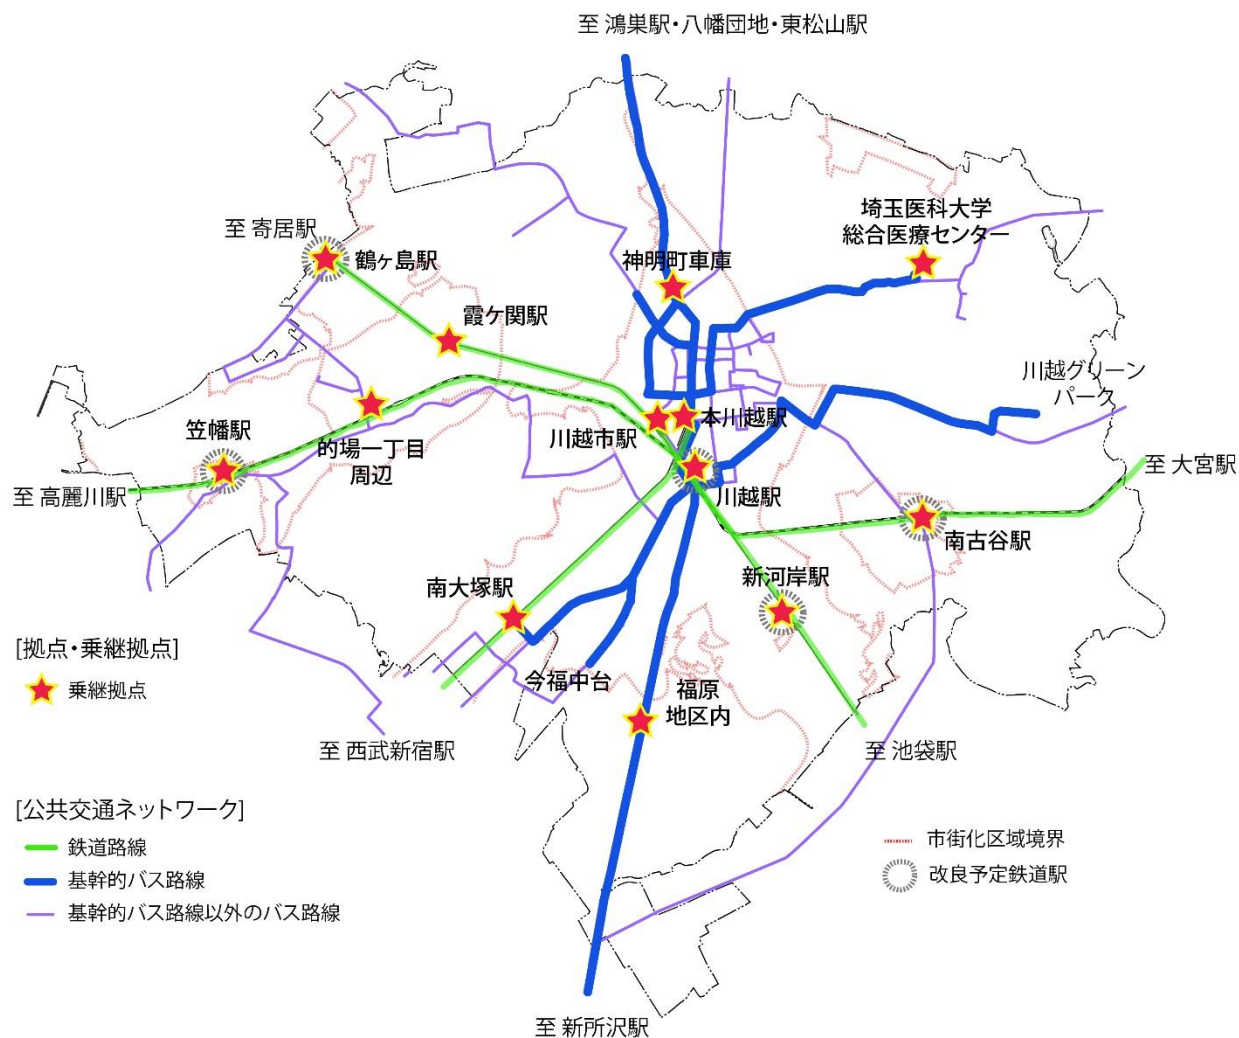 至 鴻巣駅・八幡団地・東松山駅
埼玉医科大学
総合医療センター
至 寄居駅
鶴ヶ島駅
神明町車庫
霞ケ関駅
川越グリーン
パーク
笠幡駅
的場一丁目
周辺
川越市駅
本川越駅
至 高麗川駅
川越駅
至 大宮駅
南古谷駅
南大塚駅
新河岸駅
今福中台
福原
地区内
至 西武新宿駅
至 池袋駅
至 新所沢駅
[拠点・乗継拠点]
乗継拠点
[公共交通ネットワーク]
鉄道路線
基幹的バス路線
基幹的バス路線以外のバス路線
市街化区域境界
改良予定鉄道駅